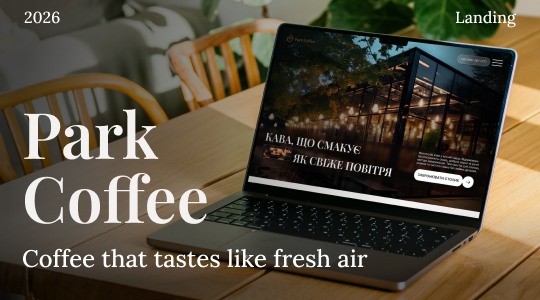 2026
Landing
Park
Coffee
Coffee that tastes like fresh air
КАВА, ЩО СМАКУЄ
ЯК СВІЖЕ ПОВІТРЯ